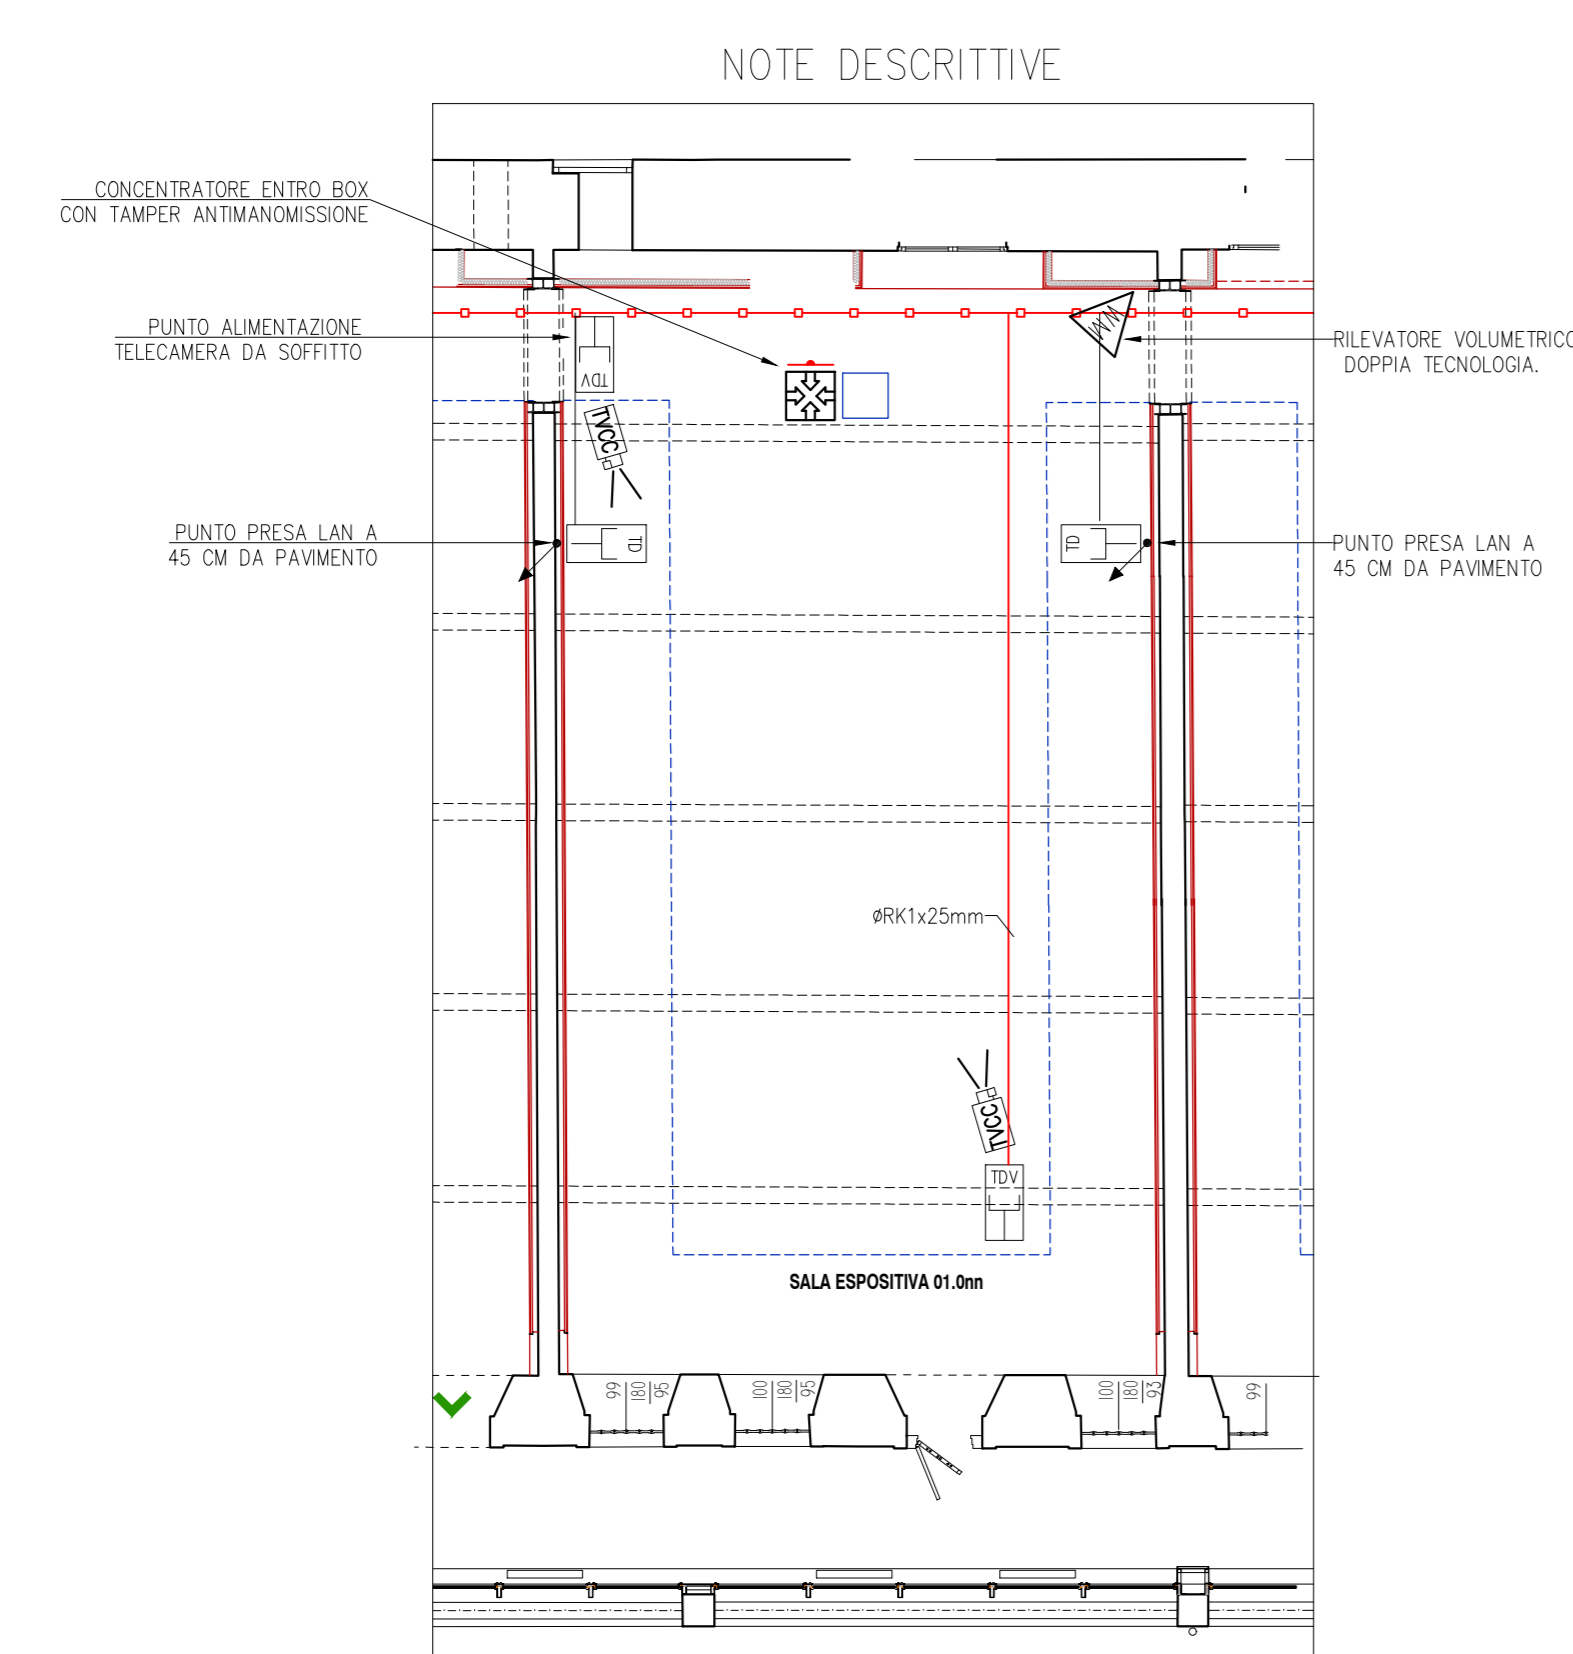 NOTE DESCRITTIVE
CONCENTRATORE ENTRO BOX
CON TAMPER ANTIMANOMISSIONE
PUNTO ALIMENTAZIONE
TELECAMERA DA SOFFITTO
RILEVATORE VOLUMETRICO
DOPPIA TECNOLOGIA.
TDV
TVCC
PUNTO PRESA LAN A
45 CM DA PAVIMENTO
TD
TD
PUNTO PRESA LAN A
45 CM DA PAVIMENTO
øRK1x25mm
TVCC
TDV
SALA ESPOSITIVA 01.0nn
99
180
95
100
180
95
100
180
93
99